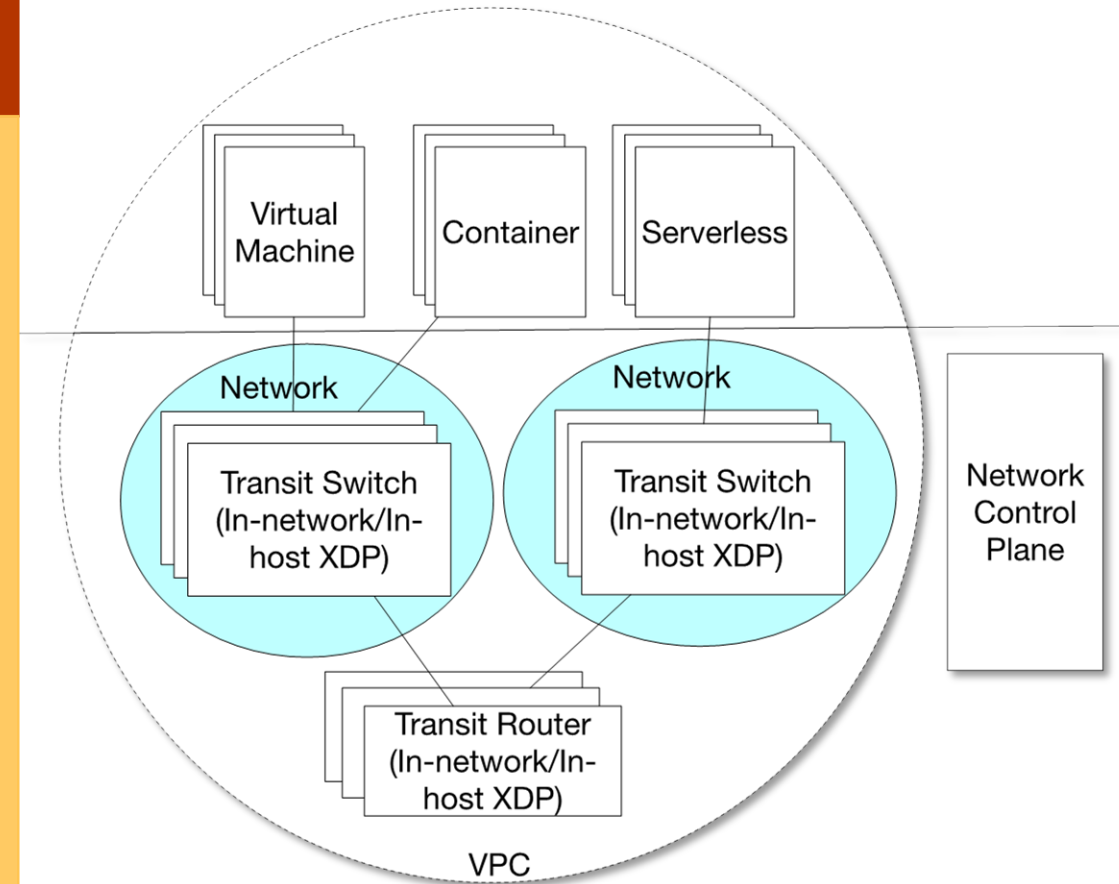 Virtual
Machine
Container
Serverless
Network
Network
Transit Switch
(In-network/In-
host XDP)
Transit Switch
(In-network/In-
host XDP)
Network
Control
Plane
Transit Router
(In-network/In-
host XDP)
VPC